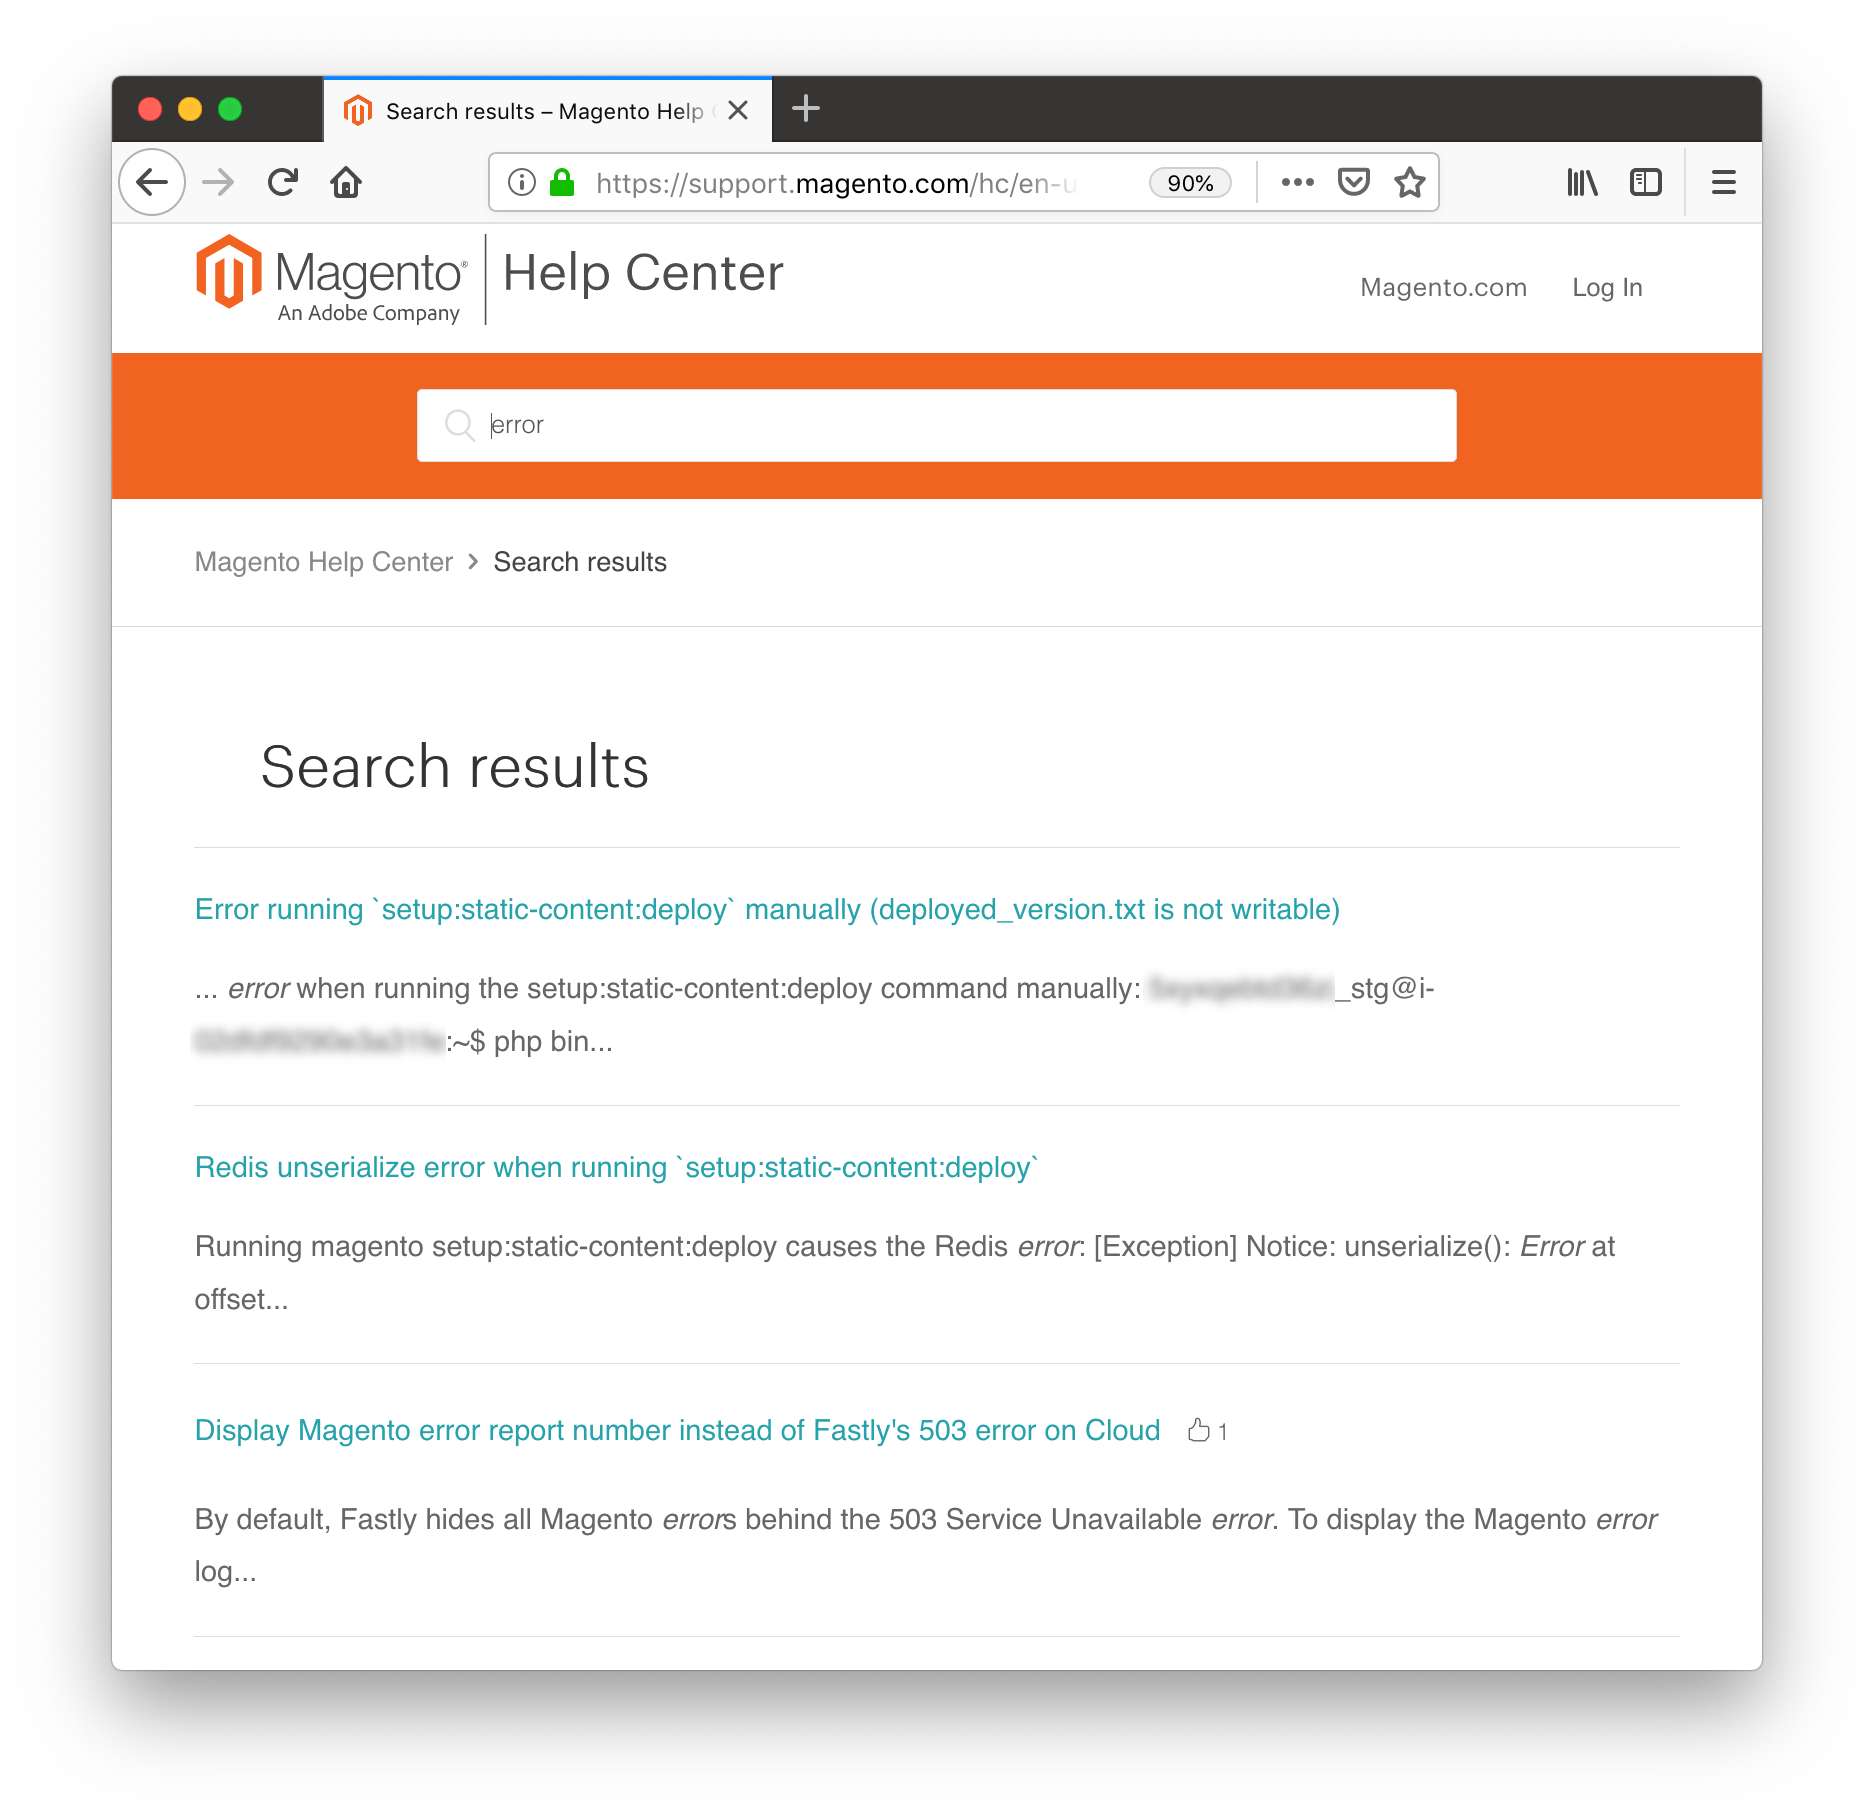 Search results – Magento Help
https://support.magento.com/hc/en-u
90%
Magento®
An Adobe Company
Help Center
Magento.com
Log In
error
Magento Help Center > Search results
Search results
Error running `setup:static-content:deploy` manually (deployed_version.txt is not writable)
... error when running the setup:static-content:deploy command manually: _stg@i-
:~$ php bin...
Redis unserialize error when running `setup:static-content:deploy`
Running magento setup:static-content:deploy causes the Redis error: [Exception] Notice: unserialize(): Error at
offset...
Display Magento error report number instead of Fastly's 503 error on Cloud 1
By default, Fastly hides all Magento errors behind the 503 Service Unavailable error. To display the Magento error
log...